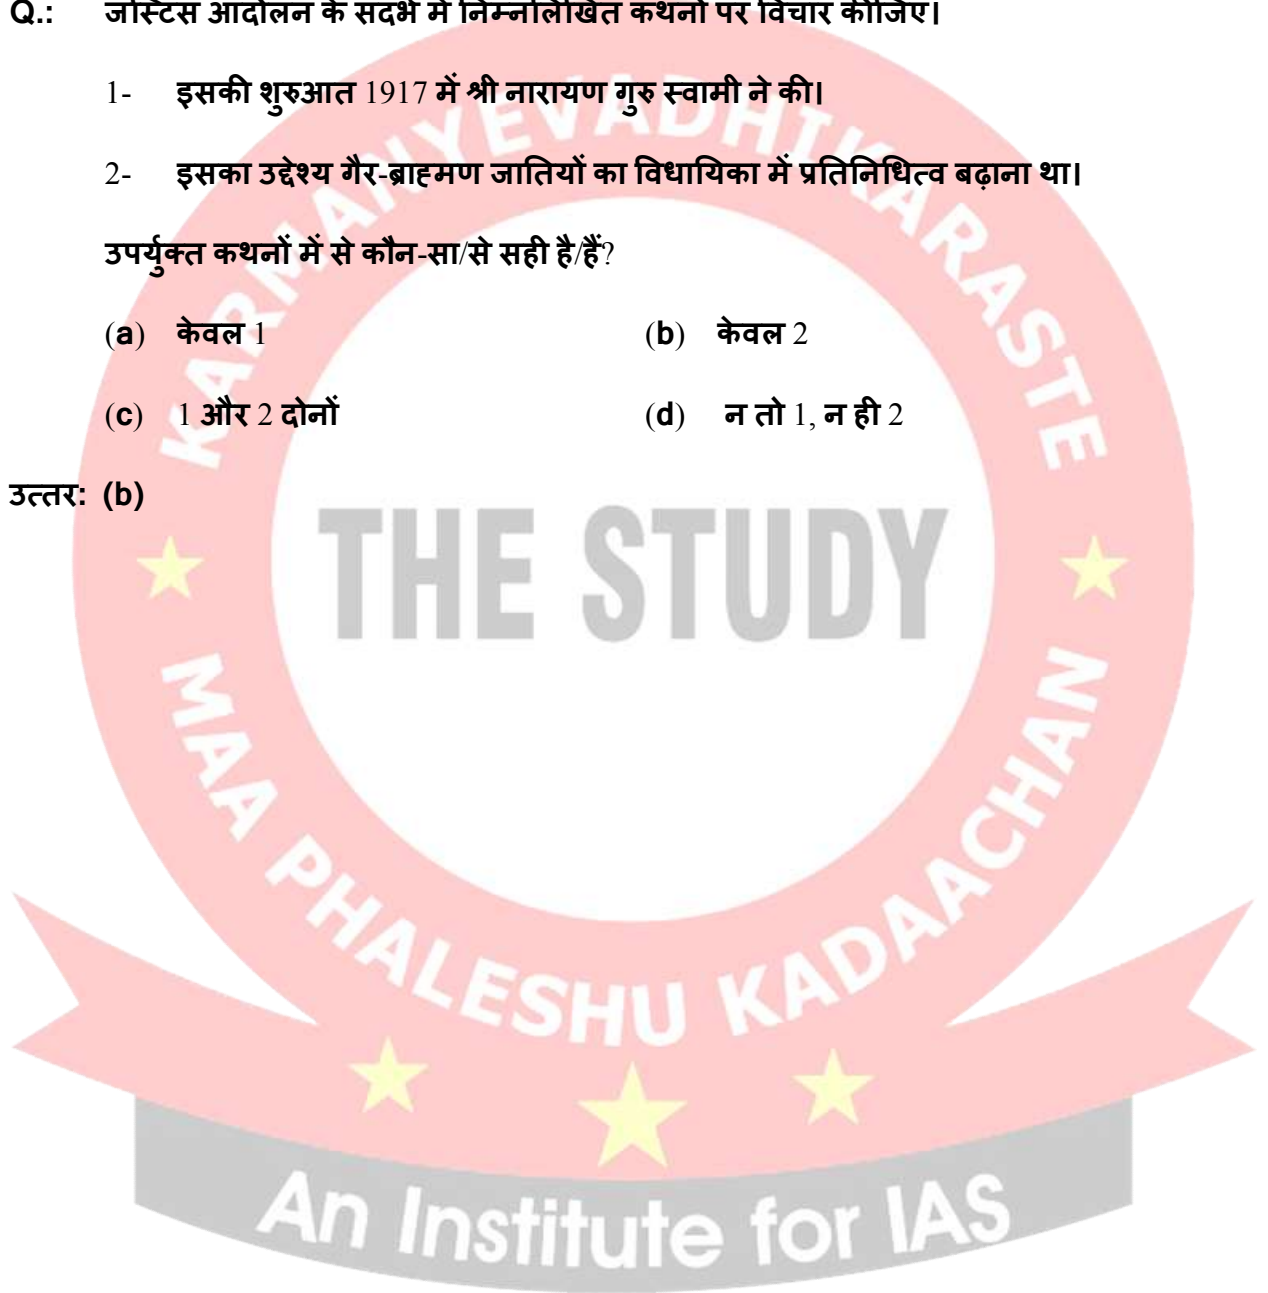 Q.: जस्टिस आंदोलन के संदर्भ में निम्नलिखित कथनों पर विचार कीजिए।
1- इसकी शुरुआत 1917 में श्री नारायण गुरु स्वामी ने की।
2- इसका उद्देश्य गैर-ब्राह्मण जातियों का विधायिका में प्रतिनिधित्व बढ़ाना था।
उपर्युक्त कथनों में से कौन-सा/से सही है/हैं?
(a) केवल 1 (b) केवल 2
(c) 1 और 2 दोनों (d) न तो 1, न ही 2
उत्तर: (b)
KARMANYEVADHIKARASTE
THE STUDY
MAA PHALESHU KADAACHAN
An Institute for IAS